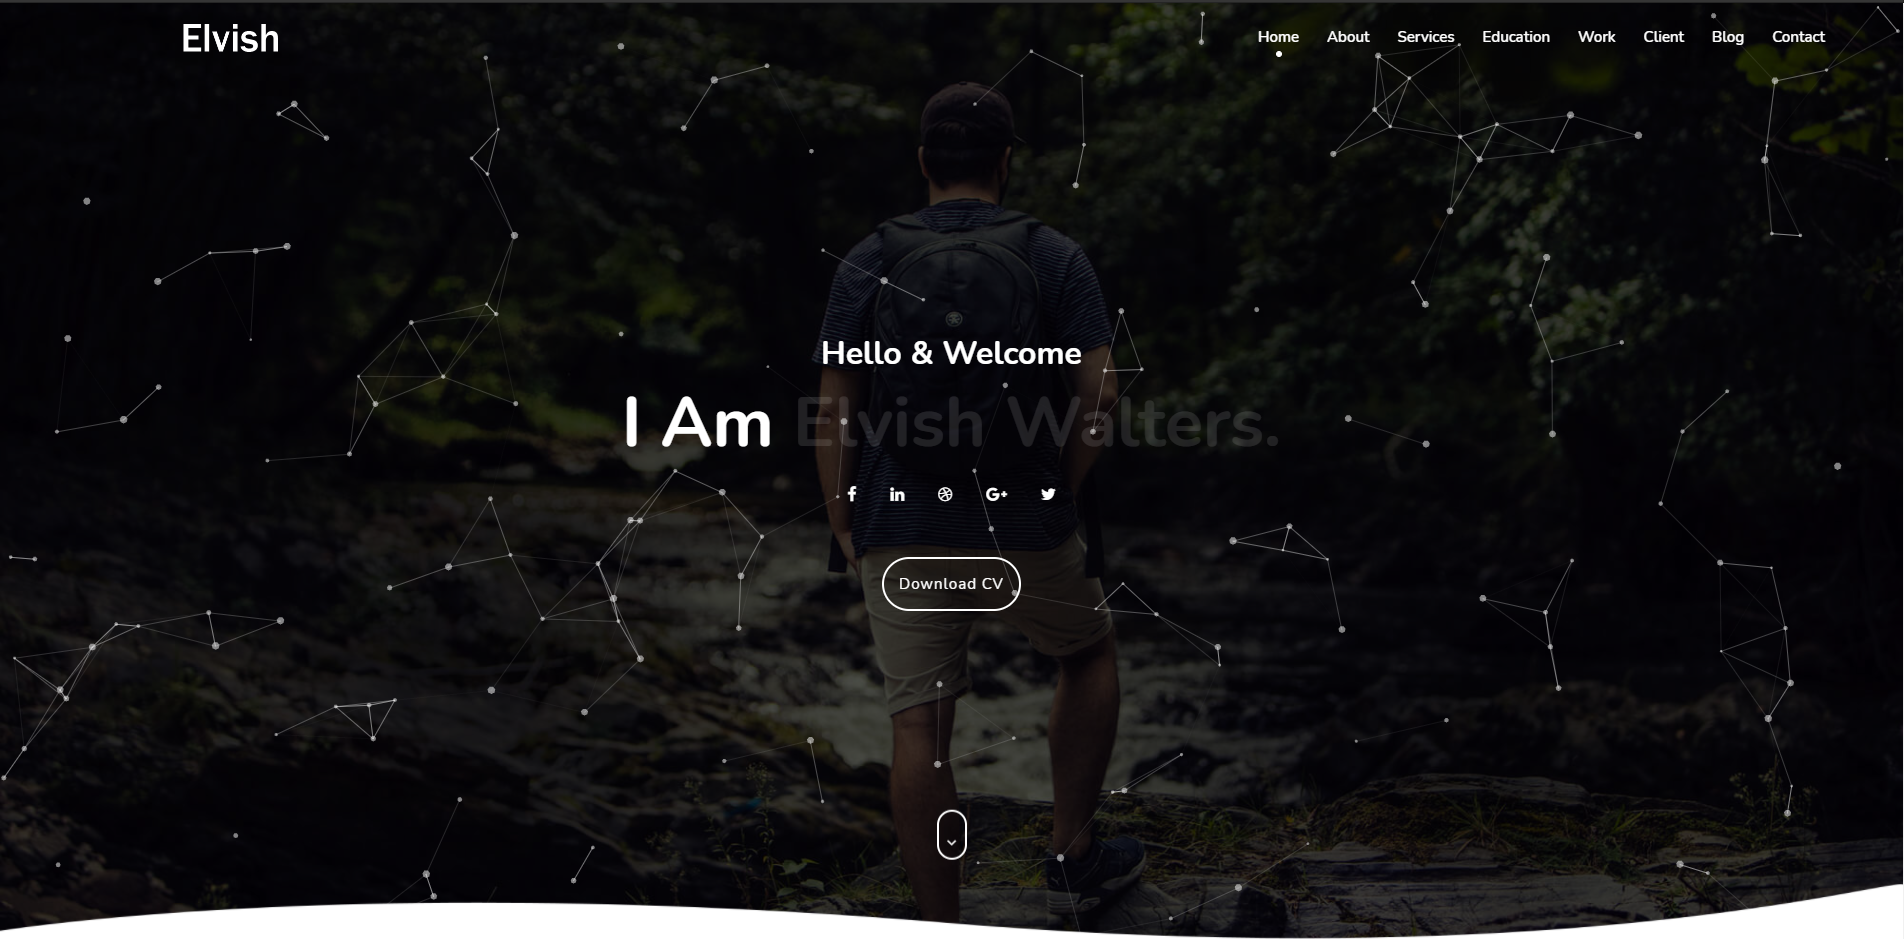 Elvish
Home About Services Education Work Client Blog Contact
Hello & Welcome
I Am Elvish Walters.
Download CV